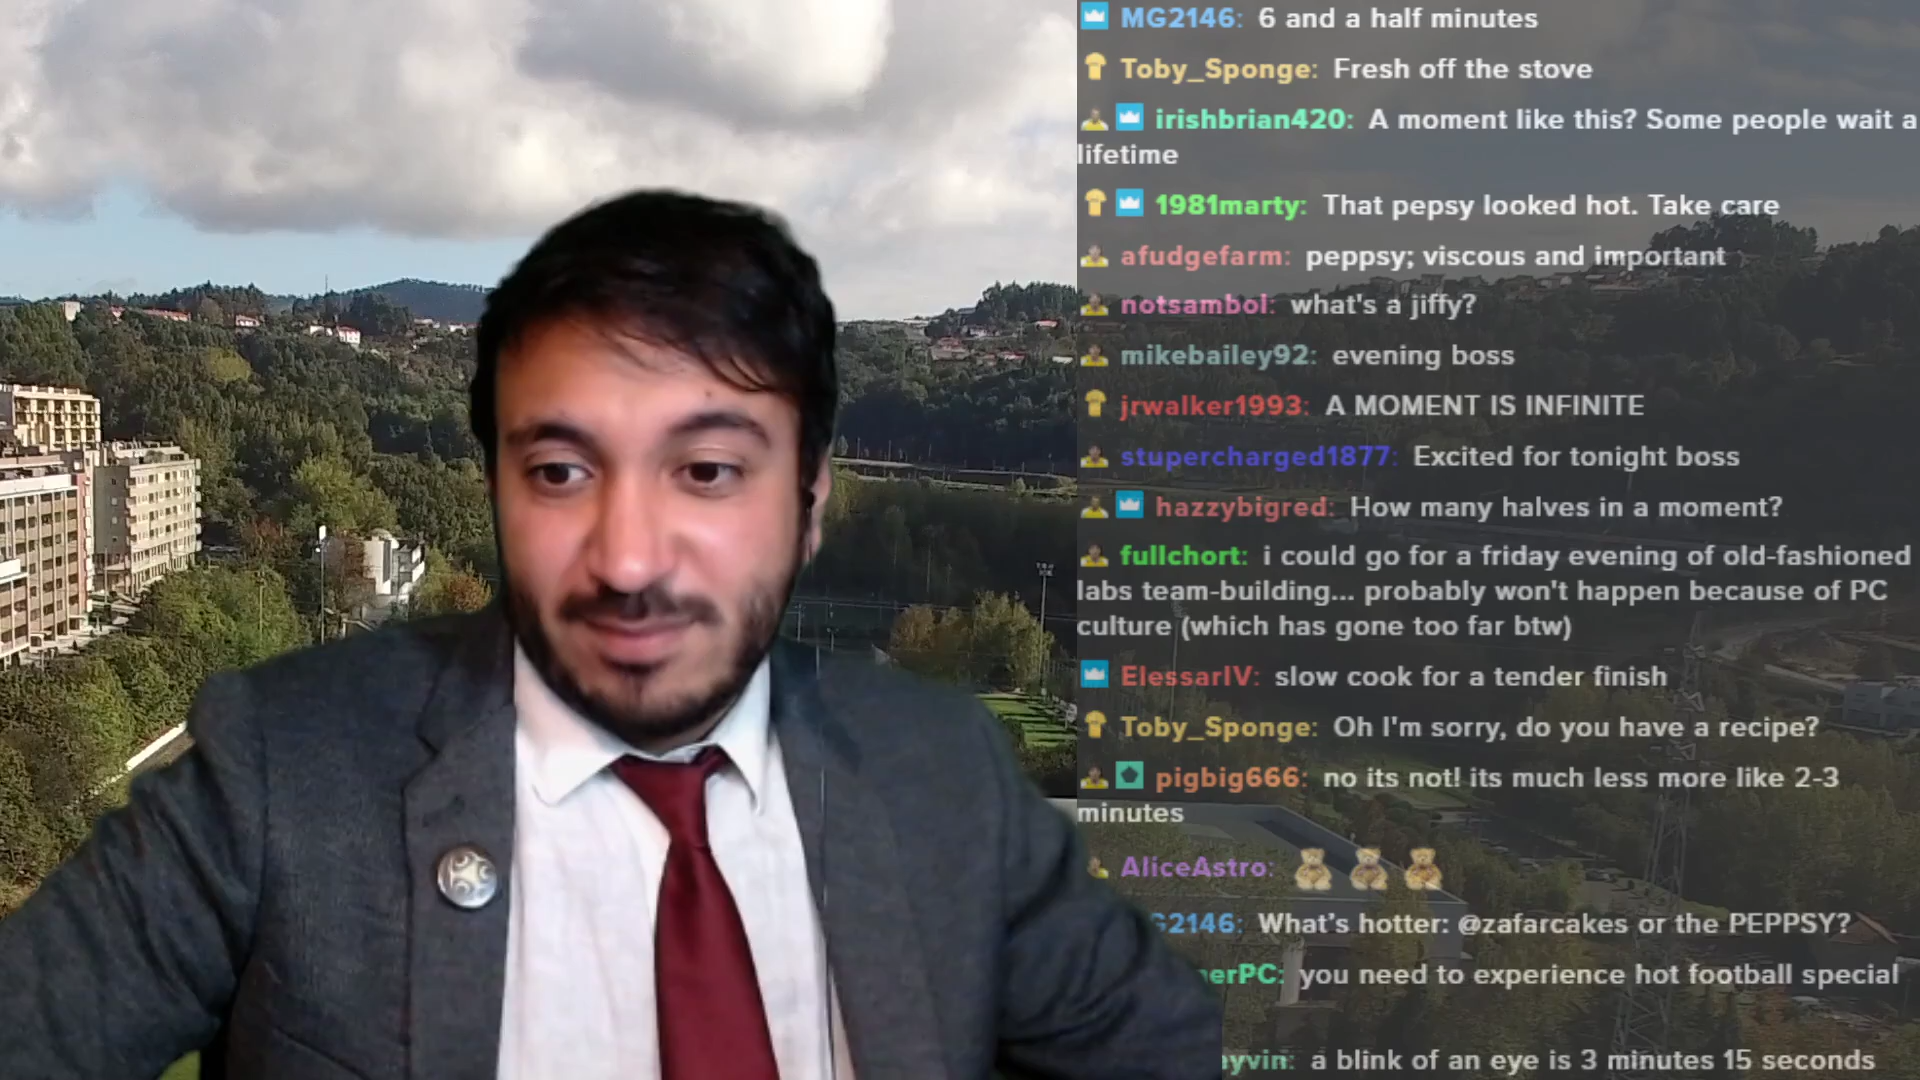 MG2146: 6 and a half minutes
Toby_Sponge: Fresh off the stove
irishbrian420: A moment like this? Some people wait a
lifetime
1981marty: That pepsy looked hot. Take care
afudgefarm: peppsy; viscous and important
notsambol: what's a jiffy?
mikebailey92: evening boss
jrwalker1993: A MOMENT IS INFINITE
stupercharged1877: Excited for tonight boss
hazzybigred: How many halves in a moment?
fullchort: i could go for a friday evening of old-fashioned
labs team-building... probably won't happen because of PC
culture (which has gone too far btw)
ElessarIV: slow cook for a tender finish
Toby_Sponge: Oh I'm sorry, do you have a recipe?
pigbig666: no its not! its much less more like 2-3
minutes
AliceAstro:
G2146: What's hotter: @zafarcakes or the PEPPSY?
nerPC: you need to experience hot football special
eyvin: a blink of an eye is 3 minutes 15 seconds